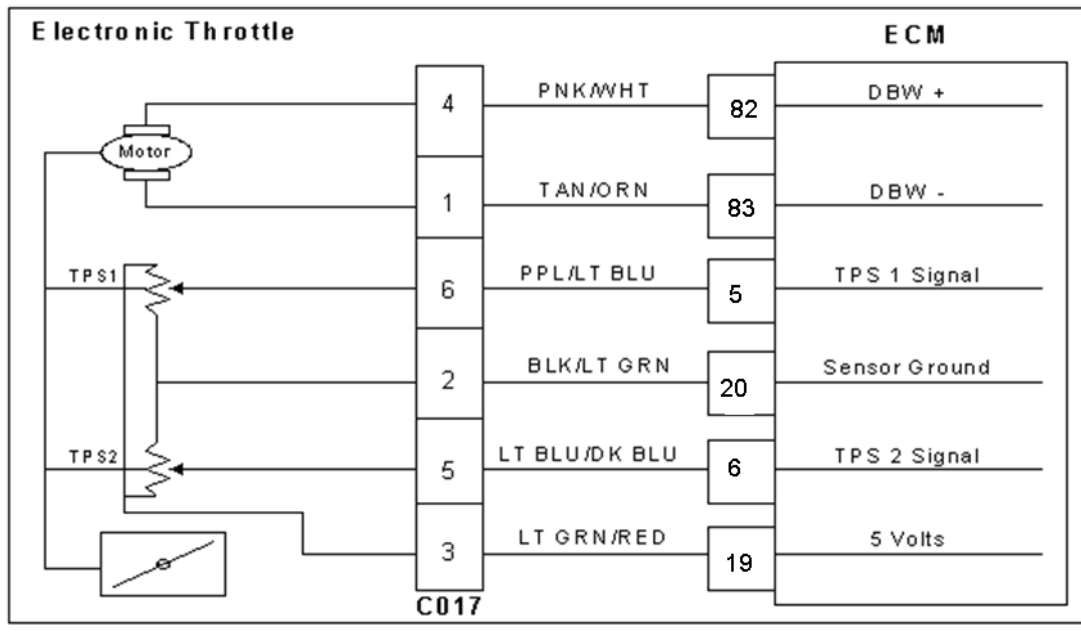 Electronic Throttle
ECM
4 PNK/WHT 82 DBW +
Motor
1 TAN/ORN 83 DBW -
TPS1 6 PPL/LT BLU 5 TPS 1 Signal
2 BLK/LT GRN 20 Sensor Ground
TPS2 5 LT BLU/DK BLU 6 TPS 2 Signal
3 LT GRN/RED 19 5 Volts
C017